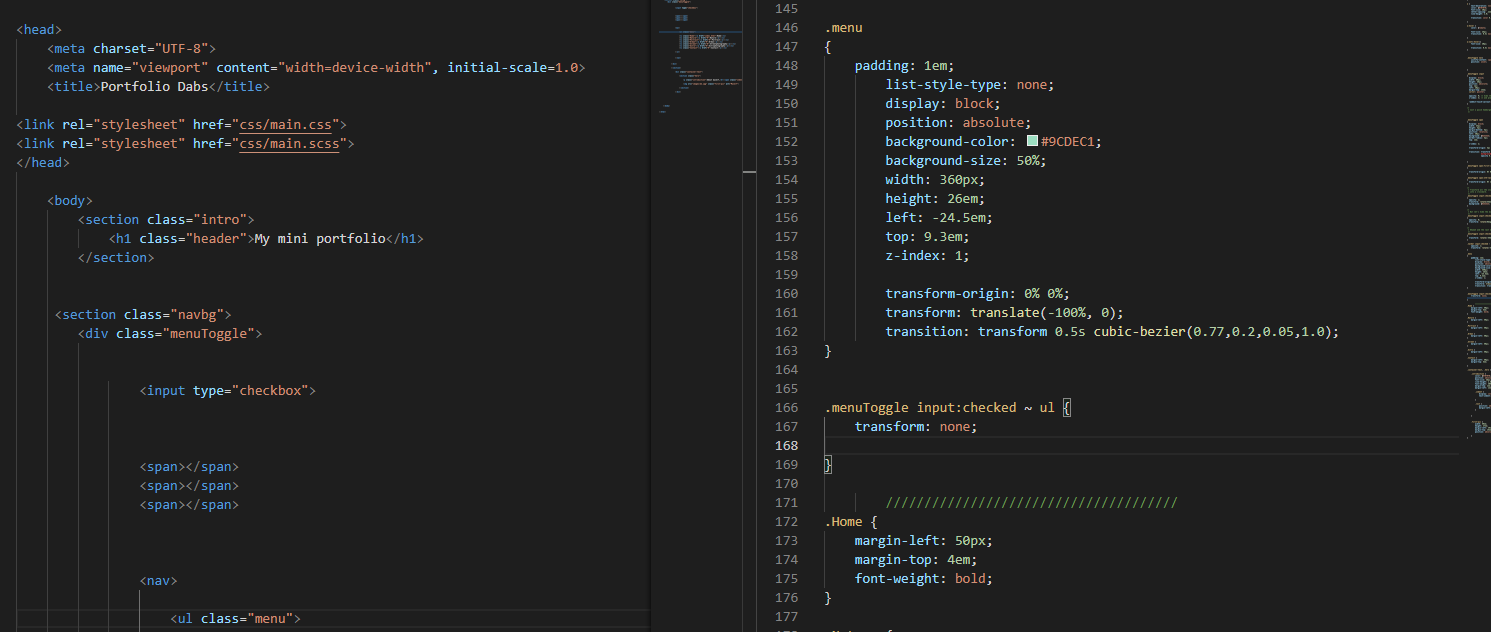 <head>
<meta charset="UTF-8">
<meta name="viewport" content="width=device-width", initial-scale=1.0>
<title>Portfolio Dabs</title>
<link rel="stylesheet" href="css/main.css">
<link rel="stylesheet" href="css/main.scss">
</head>
<body>
<section class="intro">
<h1 class="header">My mini portfolio</h1>
</section>
<section class="navbg">
<div class="menuToggle">
<input type="checkbox">
<span></span>
<span></span>
<span></span>
<nav>
<ul class="menu">
145
146 .menu
147 {
148 padding: 1em;
149 list-style-type: none;
150 display: block;
151 position: absolute;
152 background-color: #9CDEC1;
153 background-size: 50%;
154 width: 360px;
155 height: 26em;
156 left: -24.5em;
157 top: 9.3em;
158 z-index: 1;
159
160 transform-origin: 0% 0%;
161 transform: translate(-100%, 0);
162 transition: transform 0.5s cubic-bezier(0.77,0.2,0.05,1.0);
163 }
164
165
166 .menuToggle input:checked ~ ul {
167 transform: none;
168
169 }
170
171 //////////////////////////////////////
172 .Home {
173 margin-left: 50px;
174 margin-top: 4em;
175 font-weight: bold;
176 }
177